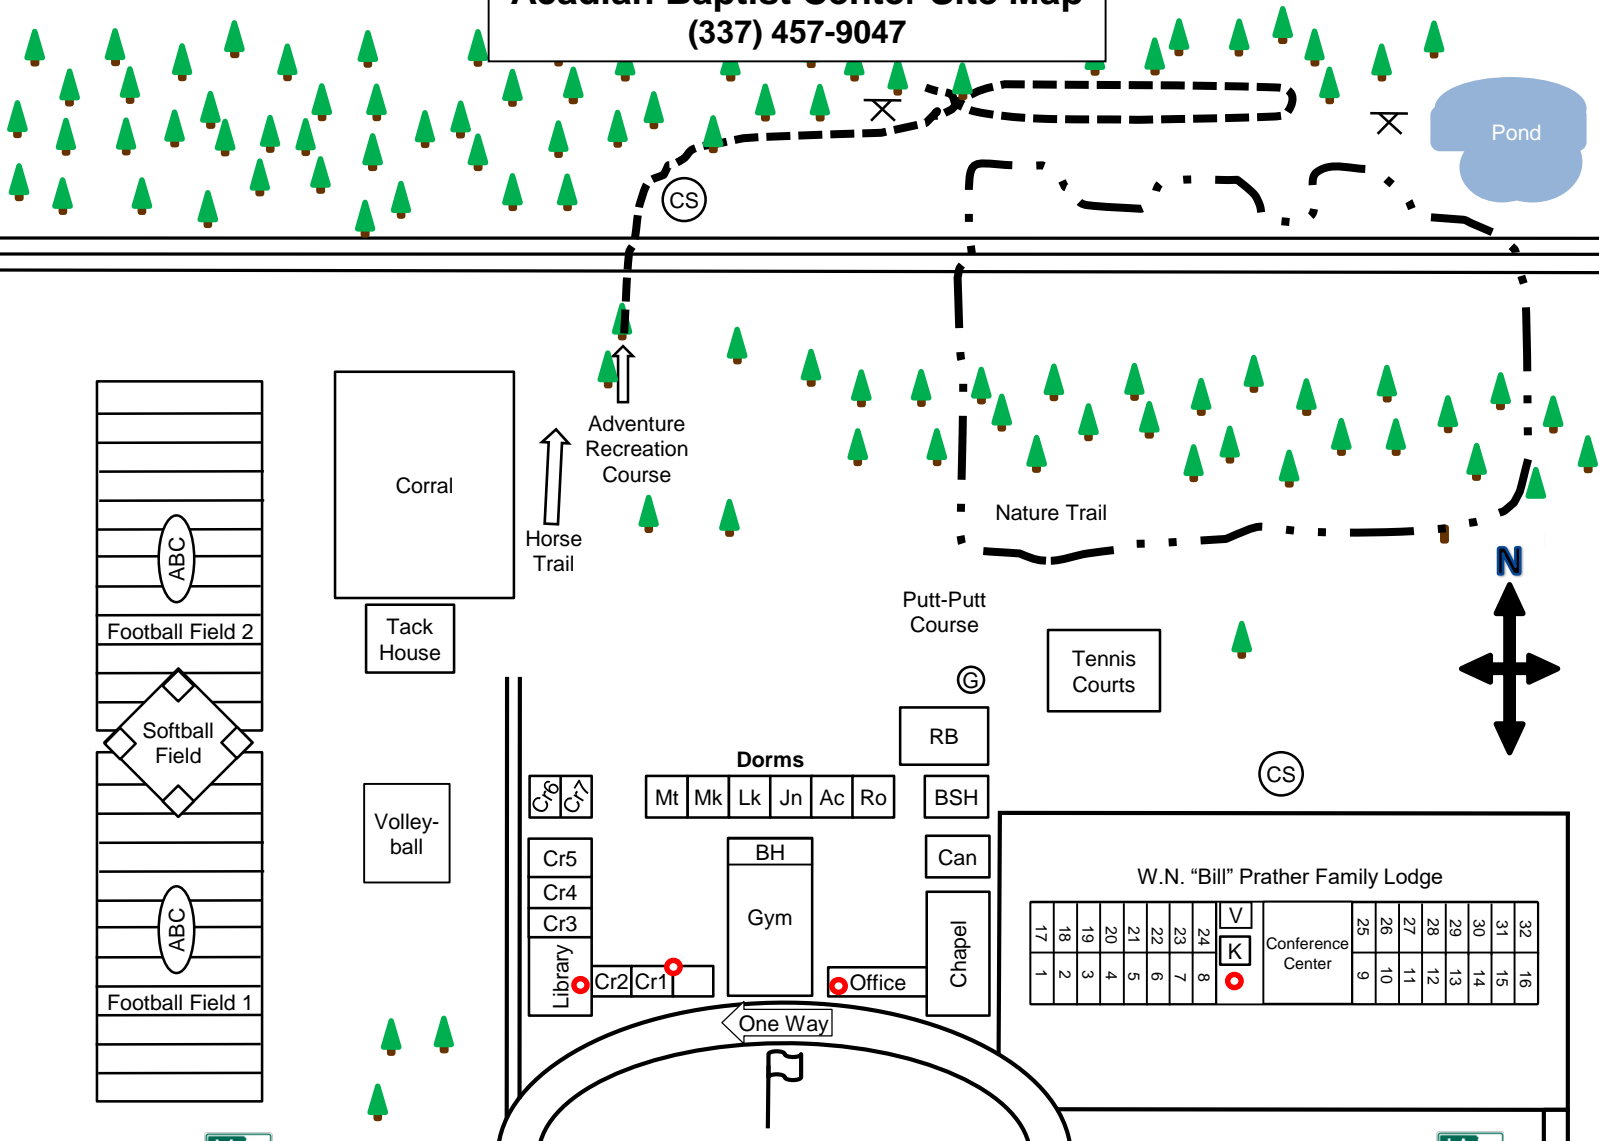 Acadian Baptist Center Site Map
(337) 457-9047
Pond
CS
Adventure
Recreation
Course
Corral
Nature Trail
Horse
Trail
ABC
N
Putt-Putt
Course
Football Field 2
Tack
House
Tennis
Courts
G
Softball
Field
RB
Dorms
CS
Cr6
Cr7
Mt
Mk
Lk
Jn
Ac
Ro
BSH
Volley-
ball
BH
Cr5
Can
W.N. “Bill” Prather Family Lodge
Cr4
Cr3
Gym
ABC
Chapel
Library
Cr2
Cr1
Office
17
18
19
20
21
22
23
24
V
K
Conference
Center
25
26
27
28
29
30
31
32
1
2
3
4
5
6
7
8
9
10
11
12
13
14
15
16
Football Field 1
One Way